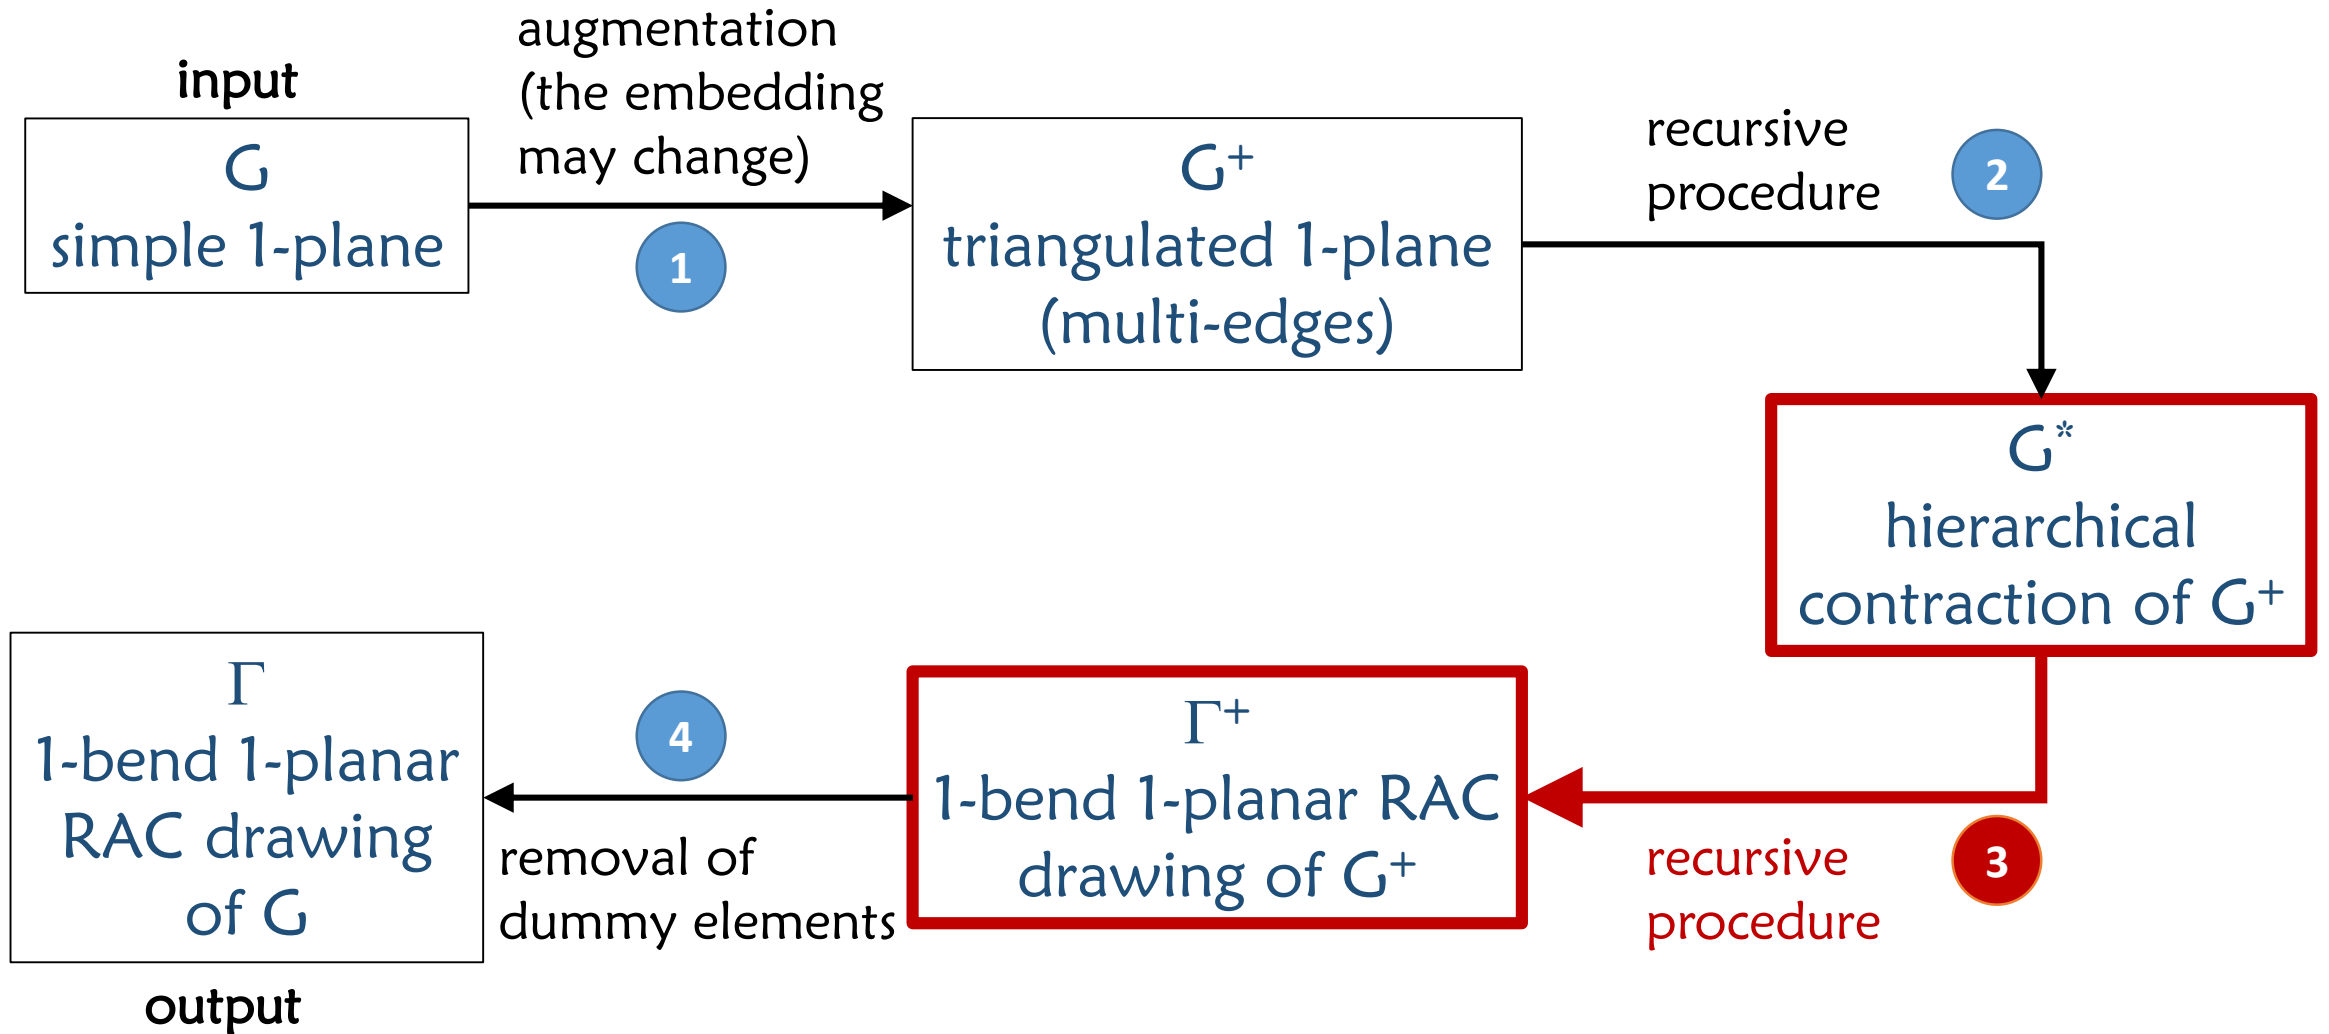 input
G
simple 1-plane
augmentation
(the embedding
may change)
1
G⁺
triangulated 1-plane
(multi-edges)
recursive
procedure
2
G*
hierarchical
contraction of G⁺
recursive
procedure
3
Γ⁺
1-bend 1-planar RAC
drawing of G⁺
4
removal of
dummy elements
Γ
1-bend 1-planar
RAC drawing
of G
output